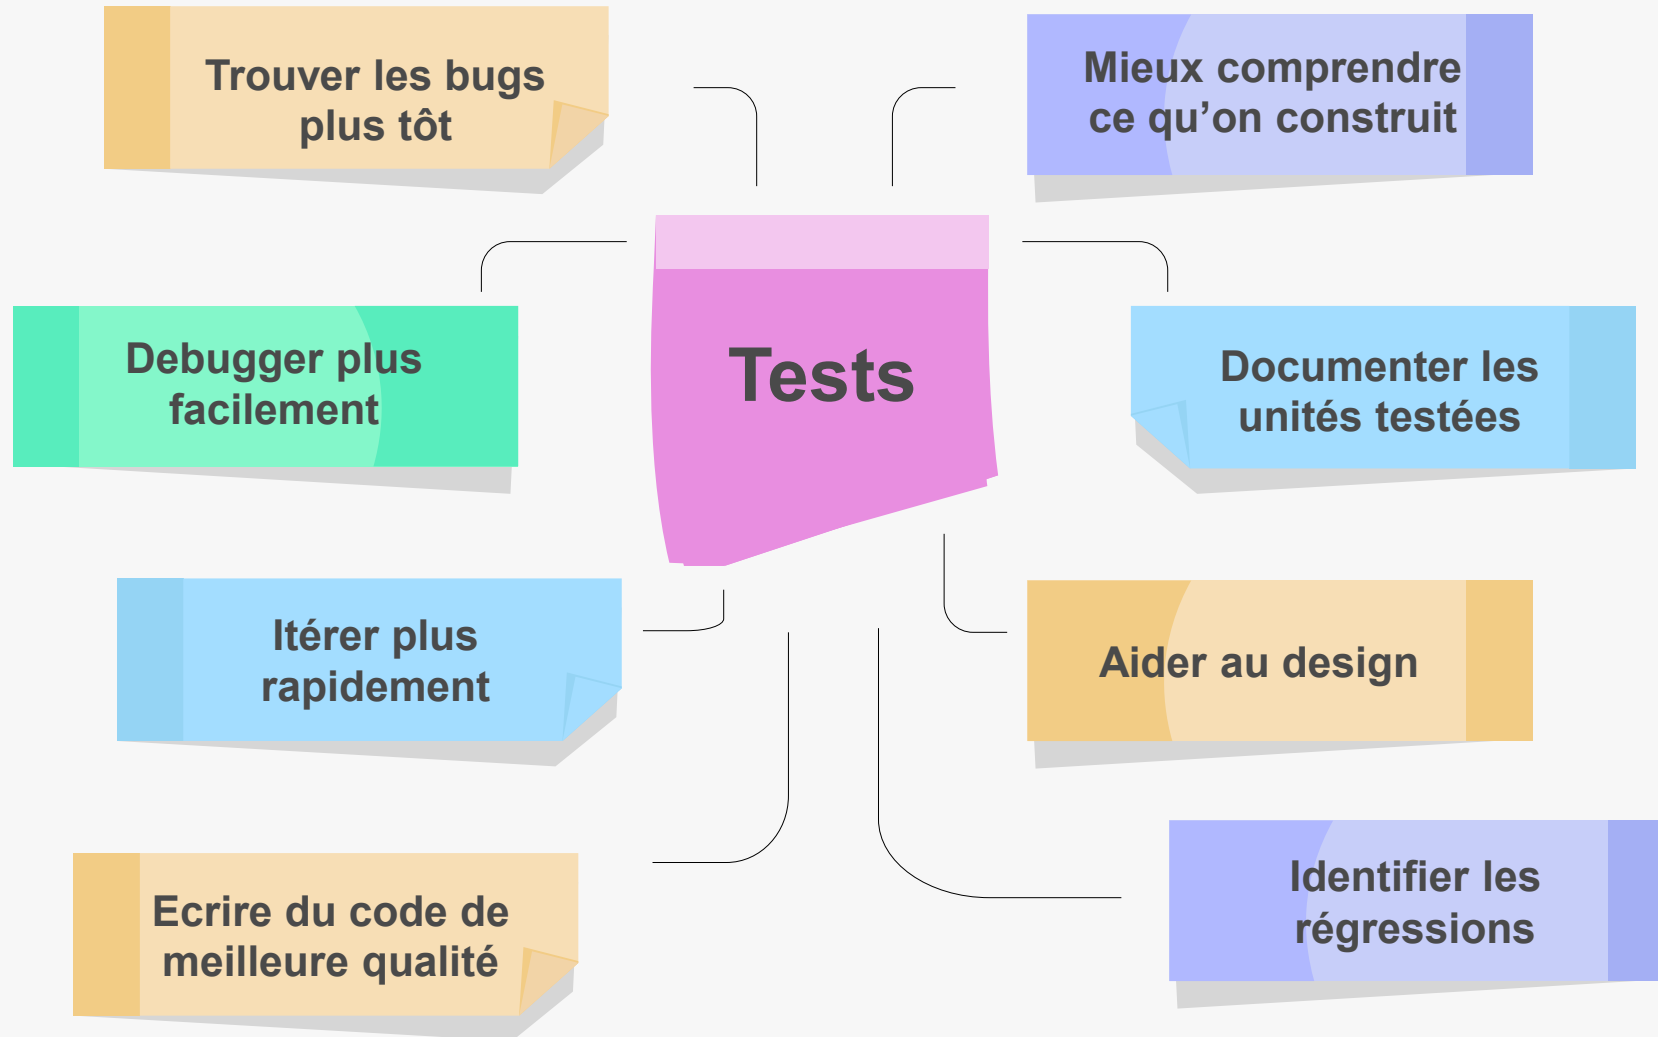 Trouver les bugs
plus tôt
Mieux comprendre
ce qu’on construit
Tests
Debugger plus
facilement
Documenter les
unités testées
Itérer plus
rapidement
Aider au design
Ecrire du code de
meilleure qualité
Identifier les
régressions